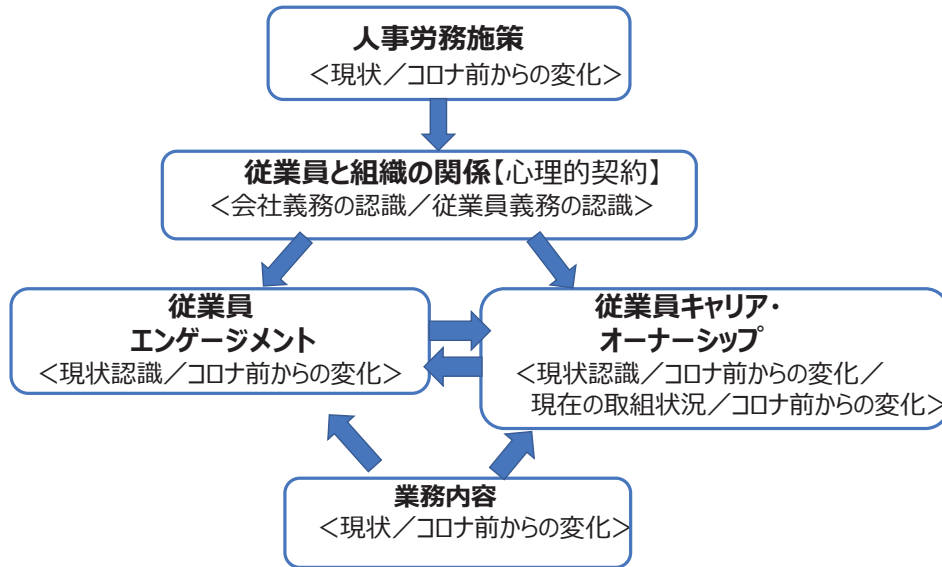 人事労務施策
＜現状／コロナ前からの変化＞
従業員と組織の関係【心理的契約】
＜会社義務の認識／従業員義務の認識＞
従業員
エンゲージメント
＜現状認識／コロナ前からの変化＞
従業員キャリア・
オーナーシップ
＜現状認識／コロナ前からの変化／
現在の取組状況／コロナ前からの変化＞
業務内容
＜現状／コロナ前からの変化＞